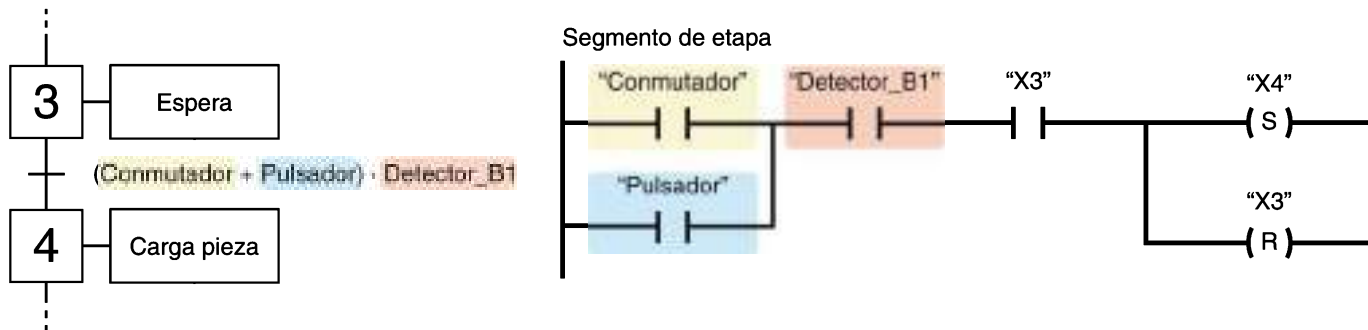 3
Espera
(Conmutador + Pulsador) · Detector_B1
4
Carga pieza
Segmento de etapa
“Conmutador” “Detector_B1” “X3” “X4”
( S )
“Pulsador” “X3”
( R )